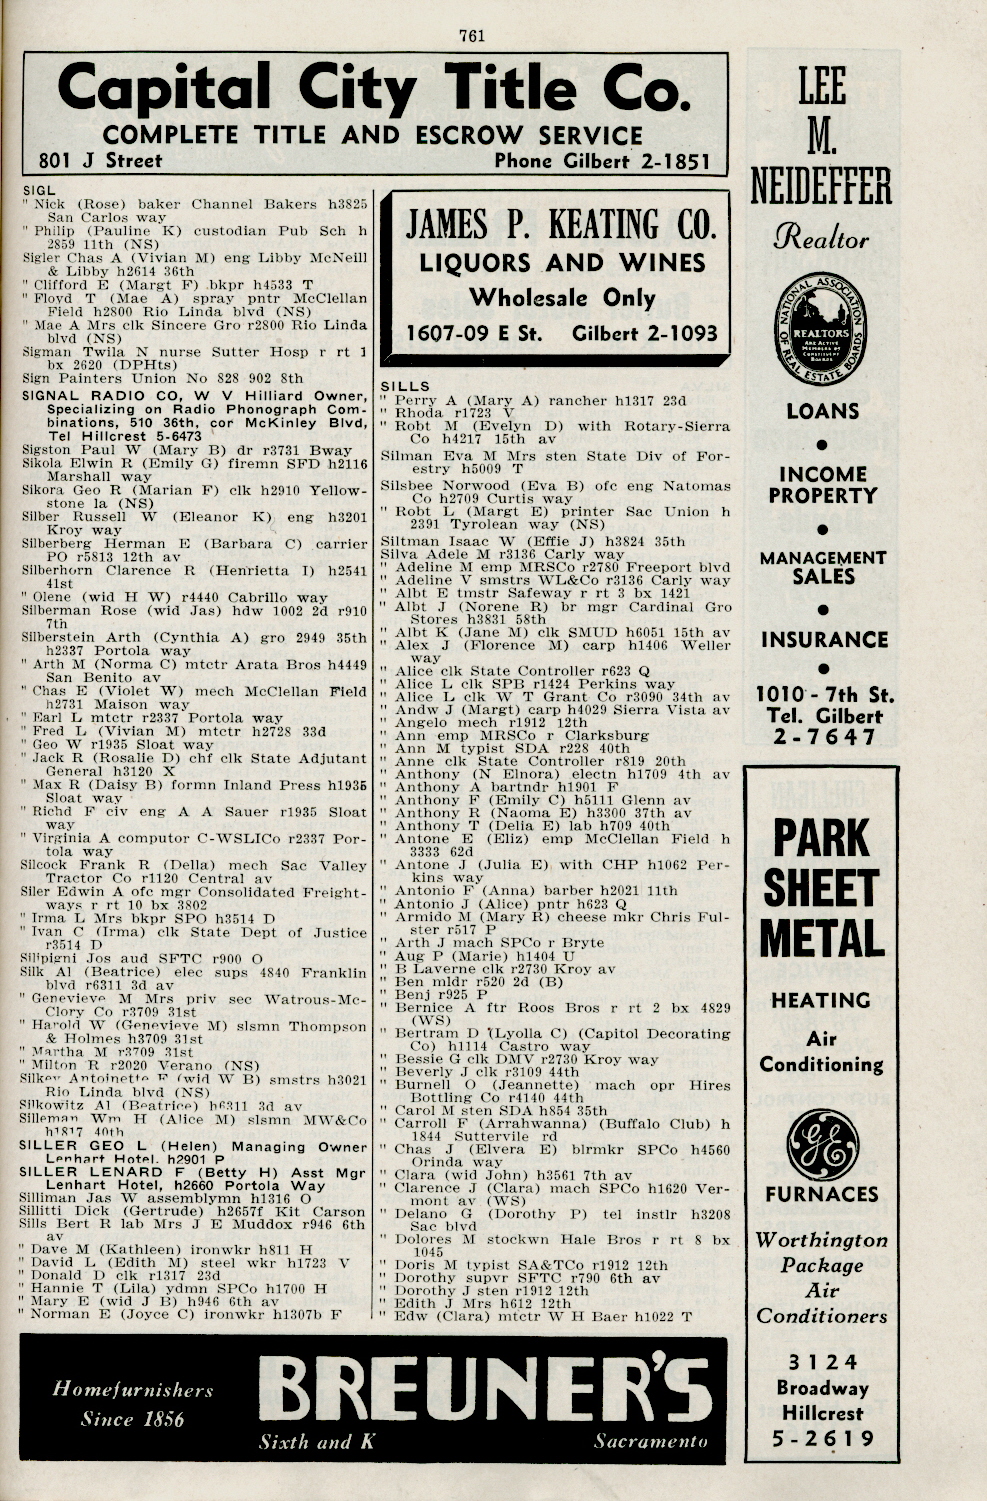 761
Capital City Title Co.
COMPLETE TITLE AND ESCROW SERVICE
801 J Street Phone Gilbert 2-1851
SIGL
" Nick (Rose) baker Channel Bakers h3825
San Carlos way
" Philip (Pauline K) custodian Pub Sch h
2859 11th (NS)
Sigler Chas A (Vivian M) eng Libby McNeill
& Libby h2614 36th
" Clifford E (Margt F) bkpr h4533 T
" Floyd T (Mae A) spray pntr McClellan
Field h2800 Rio Linda blvd (NS)
" Mae A Mrs clk Sincere Gro r2800 Rio Linda
blvd (NS)
Sigman Twila N nurse Sutter Hosp r rt 1
bx 2620 (DPHts)
Sign Painters Union No 828 902 8th
SIGNAL RADIO CO, W V Hilliard Owner,
Specializing on Radio Phonograph Com-
binations, 510 36th, cor McKinley Blvd,
Tel Hillcrest 5-6473
Sigston Paul W (Mary B) dr r3731 Bway
Sikola Elwin R (Emily G) firemn SFD h2116
Marshall way
Sikora Geo R (Marian F) clk h2910 Yellow-
stone la (NS)
Silber Russell W (Eleanor K) eng h3201
Kroy way
Silberberg Herman E (Barbara C) carrier
PO r5813 12th av
Silberhorn Clarence R (Henrietta I) h2541
41st
" Olene (wid H W) r4440 Cabrillo way
Silberman Rose (wid Jas) hdw 1002 2d r910
7th
Silberstein Arth (Cynthia A) gro 2949 35th
h2337 Portola way
" Arth M (Norma C) mtctr Arata Bros h4449
San Benito av
" Chas E (Violet W) mech McClellan Field
h2731 Maison way
" Earl L mtctr r2337 Portola way
" Fred L (Vivian M) mtctr h2728 33d
" Geo W r1935 Sloat way
" Jack R (Rosalie D) chf clk State Adjutant
General h3120 X
" Max R (Daisy B) formn Inland Press h1935
Sloat way
" Richd F civ eng A A Sauer r1935 Sloat
way
" Virginia A computor C-WSLICo r2337 Por-
tola way
Silcock Frank R (Della) mech Sac Valley
Tractor Co r1120 Central av
Siler Edwin A ofc mgr Consolidated Freight-
ways r rt 10 bx 3802
" Irma L Mrs bkpr SPO h3514 D
" Ivan C (Irma) clk State Dept of Justice
r3514 D
Silipigni Jos aud SFTC r900 O
Silk Al (Beatrice) elec sups 4840 Franklin
blvd r6311 3d av
" Genevieve M Mrs priv sec Watrous-Mc-
Clory Co r3709 31st
" Harold W (Genevieve M) slsmn Thompson
& Holmes h3709 31st
" Martha M r3709 31st
" Milton R r2020 Verano (NS)
Silkey Antoinette F (wid W B) smstrs h3021
Rio Linda blvd (NS)
Silkowitz Al (Beatrice) h6311 3d av
Silleman Wm H (Alice M) slsmn MW&Co
h1817 40th
SILLER GEO L (Helen) Managing Owner
Lenhart Hotel, h2901 P
SILLER LENARD F (Betty H) Asst Mgr
Lenhart Hotel, h2660 Portola Way
Silliman Jas W assemblymn h1316 O
Sillitti Dick (Gertrude) h2657f Kit Carson
Sills Bert R lab Mrs J E Muddox r946 6th
av
" Dave M (Kathleen) ironwkr h811 H
" David L (Edith M) steel wkr h1723 V
" Donald D clk r1317 23d
" Hannie T (Lila) ydmn SPCo h1700 H
" Mary E (wid J B) h946 6th av
" Norman E (Joyce C) ironwkr h1307b F
JAMES P. KEATING CO.
LIQUORS AND WINES
Wholesale Only
1607-09 E St. Gilbert 2-1093
SILLS
" Perry A (Mary A) rancher h1317 23d
" Rhoda r1723 V
" Robt M (Evelyn D) with Rotary-Sierra
Co h4217 15th av
Silman Eva M Mrs sten State Div of For-
estry h5009 T
Silsbee Norwood (Eva B) ofc eng Natomas
Co h2709 Curtis way
" Robt L (Margt E) printer Sac Union h
2391 Tyrolean way (NS)
Siltman Isaac W (Effie J) h3824 35th
Silva Adele M r3136 Carly way
" Adeline M emp MRSCo r2780 Freeport blvd
" Adeline V smstrs WL&Co r3136 Carly way
" Albt E tmstr Safeway r rt 3 bx 1421
" Albt J (Norene R) br mgr Cardinal Gro
Stores h3831 58th
" Albt K (Jane M) clk SMUD h6051 15th av
" Alex J (Florence M) carp h1406 Weller
way
" Alice clk State Controller r623 Q
" Alice L clk SPB r1424 Perkins way
" Alice L clk W T Grant Co r3090 34th av
" Andw J (Margt) carp h4029 Sierra Vista av
" Angelo mech r1912 12th
" Ann emp MRSCo r Clarksburg
" Ann M typist SDA r228 40th
" Anne clk State Controller r819 20th
" Anthony (N Elnora) electn h1709 4th av
" Anthony A bartndr h1901 F
" Anthony F (Emily C) h5111 Glenn av
" Anthony R (Naoma E) h3300 37th av
" Anthony T (Delia E) lab h709 40th
" Antone E (Eliz) emp McClellan Field h
3333 62d
" Antone J (Julia E) with CHP h1062 Per-
kins way
" Antonio F (Anna) barber h2021 11th
" Antonio J (Alice) pntr h623 Q
" Armido M (Mary R) cheese mkr Chris Ful-
ster r517 P
" Arth J mach SPCo r Bryte
" Aug P (Marie) h1404 U
" B Laverne clk r2730 Kroy av
" Ben mldr r520 2d (B)
" Benj r925 P
" Bernice A ftr Roos Bros r rt 2 bx 4829
(WS)
" Bertram D (Lyolla C) (Capitol Decorating
Co) h1114 Castro way
" Bessie G clk DMV r2730 Kroy way
" Beverly J clk r3109 44th
" Burnell O (Jeannette) mach opr Hires
Bottling Co r4140 44th
" Carol M sten SDA h854 35th
" Carroll F (Arrahwanna) (Buffalo Club) h
1844 Suttervile rd
" Chas J (Elvera E) blrmkr SPCo h4560
Orinda way
" Clara (wid John) h3561 7th av
" Clarence J (Clara) mach SPCo h1620 Ver-
mont av (WS)
" Delano G (Dorothy P) tel instlr h3208
Sac blvd
" Dolores M stockwn Hale Bros r rt 8 bx
1045
" Doris M typist SA&TCo r1912 12th
" Dorothy supvr SFTC r790 6th av
" Dorothy J sten r1912 12th
" Edith J Mrs h612 12th
" Edw (Clara) mtctr W H Baer h1022 T
LEE
M.
NEIDEFFER
Realtor
NATIONAL ASSOCIATION
OF REAL ESTATE BOARDS
REALTORS
ARE ACTIVE
MEMBERS OF
CONSTITUENT
BOARDS
LOANS
•
INCOME
PROPERTY
•
MANAGEMENT
SALES
•
INSURANCE
•
1010 - 7th St.
Tel. Gilbert
2-7647
PARK
SHEET
METAL
HEATING
Air
Conditioning
GE
FURNACES
Worthington
Package
Air
Conditioners
3124
Broadway
Hillcrest
5-2619
Homefurnishers
Since 1856
BREUNER'S
Sixth and K Sacramento